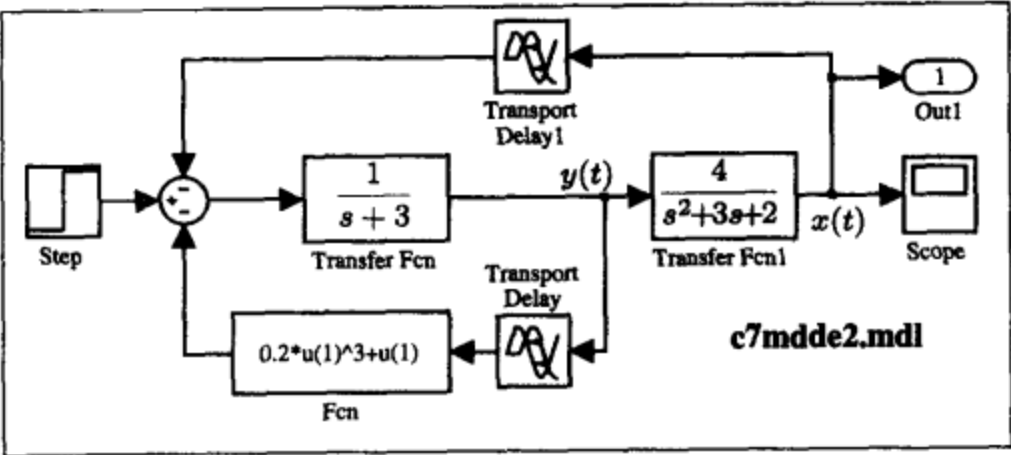 Transport
Delay1
1
Out1
+
−
−
Step
1
s + 3
Transfer Fcn
y(t)
4
s²+3s+2
Transfer Fcn1
x(t)
Scope
Transport
Delay
0.2*u(1)^3+u(1)
Fcn
c7mdde2.mdl